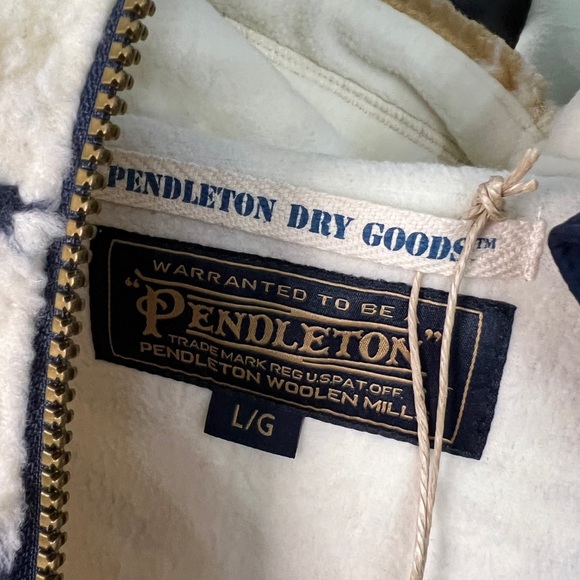 PENDLETON DRY GOODS™
WARRANTED TO BE A
"PENDLETON"
TRADE MARK REG U.S.PAT.OFF.
PENDLETON WOOLEN MILLS
L/G